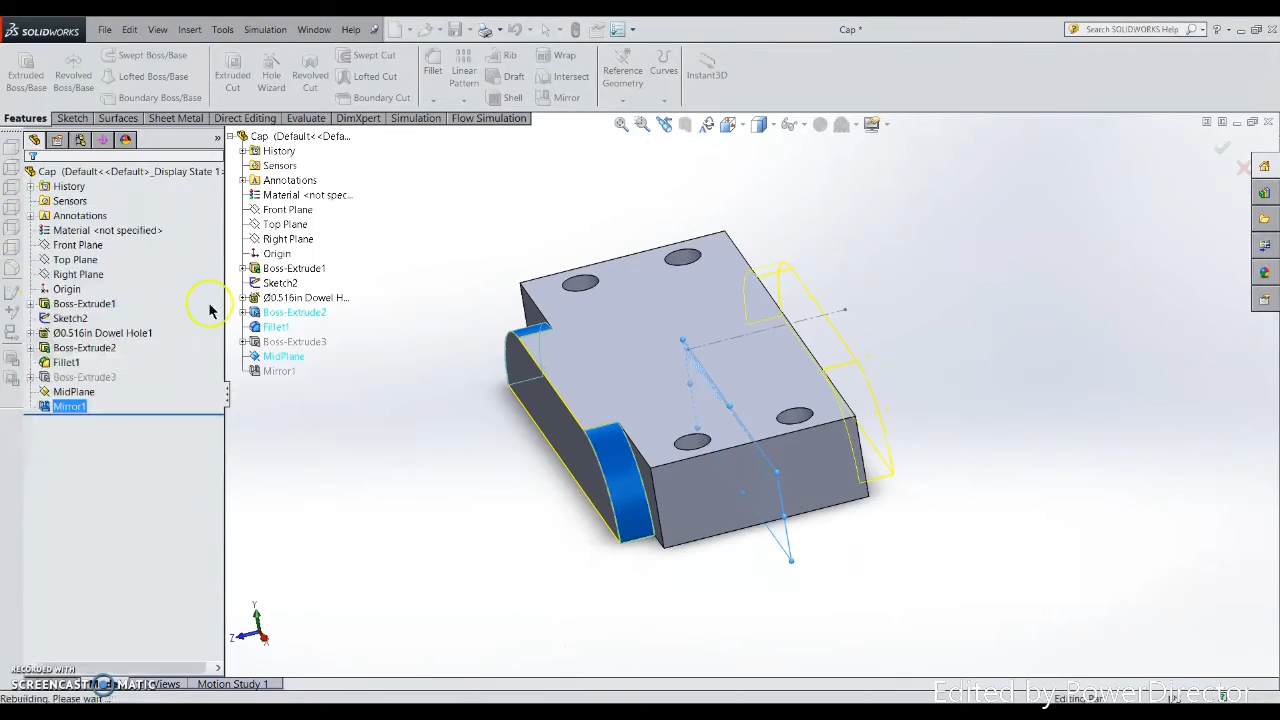 SOLIDWORKS File Edit View Insert Tools Simulation Window Help Cap * Search SOLIDWORKS Help
Extruded Boss/Base
Revolved Boss/Base
Swept Boss/Base
Lofted Boss/Base
Boundary Boss/Base
Extruded Cut
Hole Wizard
Revolved Cut
Swept Cut
Lofted Cut
Boundary Cut
Fillet
Linear Pattern
Rib
Draft
Shell
Wrap
Intersect
Mirror
Reference Geometry
Curves
Instant3D
Features Sketch Surfaces Sheet Metal Direct Editing Evaluate DimXpert Simulation Flow Simulation
Cap (Default<<Default>_Display State 1>
History
Sensors
Annotations
Material <not specified>
Front Plane
Top Plane
Right Plane
Origin
Boss-Extrude1
Sketch2
Ø0.516in Dowel Hole1
Boss-Extrude2
Fillet1
Boss-Extrude3
MidPlane
Mirror1
Cap (Default<<Defa...
History
Sensors
Annotations
Material <not spec...
Front Plane
Top Plane
Right Plane
Origin
Boss-Extrude1
Sketch2
Ø0.516in Dowel H...
Boss-Extrude2
Fillet1
Boss-Extrude3
MidPlane
Mirror1
Y
Z
RECORDED WITH
SCREENCAST MATIC
Views Motion Study 1
Rebuilding. Please wait
Edited by PowerDirector